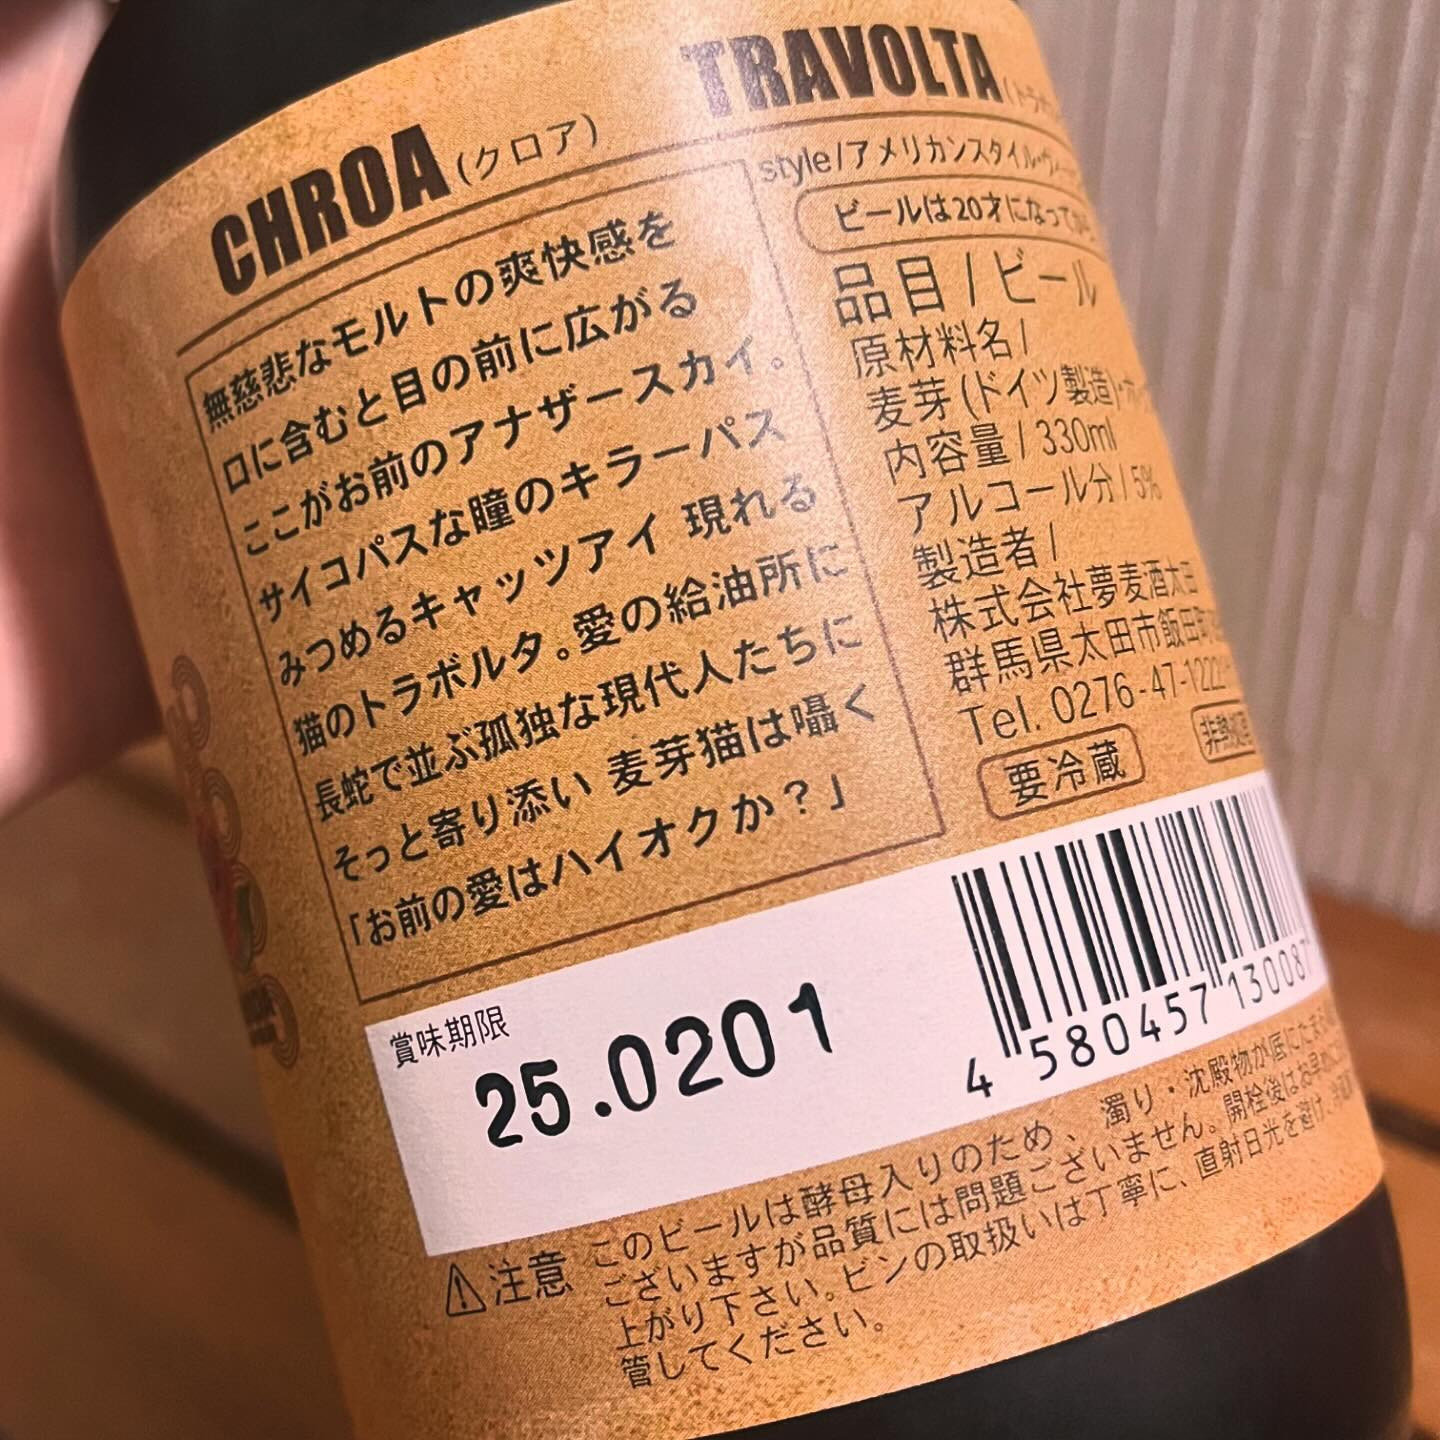 CHROA (クロア)
TRAVOLTA
無慈悲なモルトの爽快感を
口に含むと目の前に広がる
ここがお前のアナザースカイ。
サイコパスな瞳のキラーパス
みつめるキャッツアイ 現れる
猫のトラボルタ。愛の給油所に
長蛇で並ぶ孤独な現代人たちに
そっと寄り添い 麦芽猫は囁く
「お前の愛はハイオクか?」
style/アメリカンスタイル・
ビールは20才になってから
品目/ビール
原材料名/
麦芽(ドイツ製造)・
内容量/330ml
アルコール分/5%
製造者/
株式会社夢麦酒太田
群馬県太田市飯田町
Tel. 0276-47-1222
要冷蔵
非熱処理
賞味期限
25.0201
4 580457 130087
⚠注意
このビールは酵母入りのため、濁り・沈殿物が底にたまる
ございますが品質には問題ございません。開栓後はお早めに
上がり下さい。ビンの取扱いは丁寧に、直射日光を避け、
管してください。